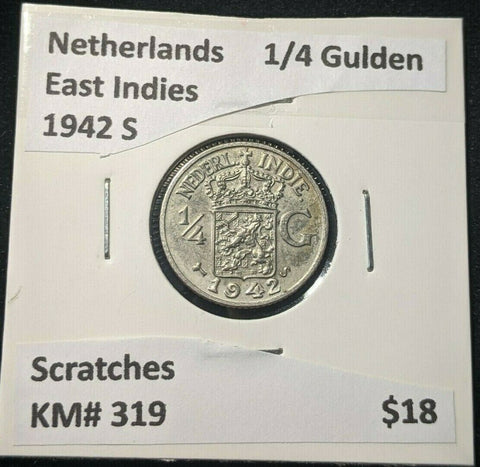 Netherlands 1/4 Gulden
East Indies
1942 S
NEDERL. INDIE.
1/4 G
S
1942
Scratches
KM# 319 $18